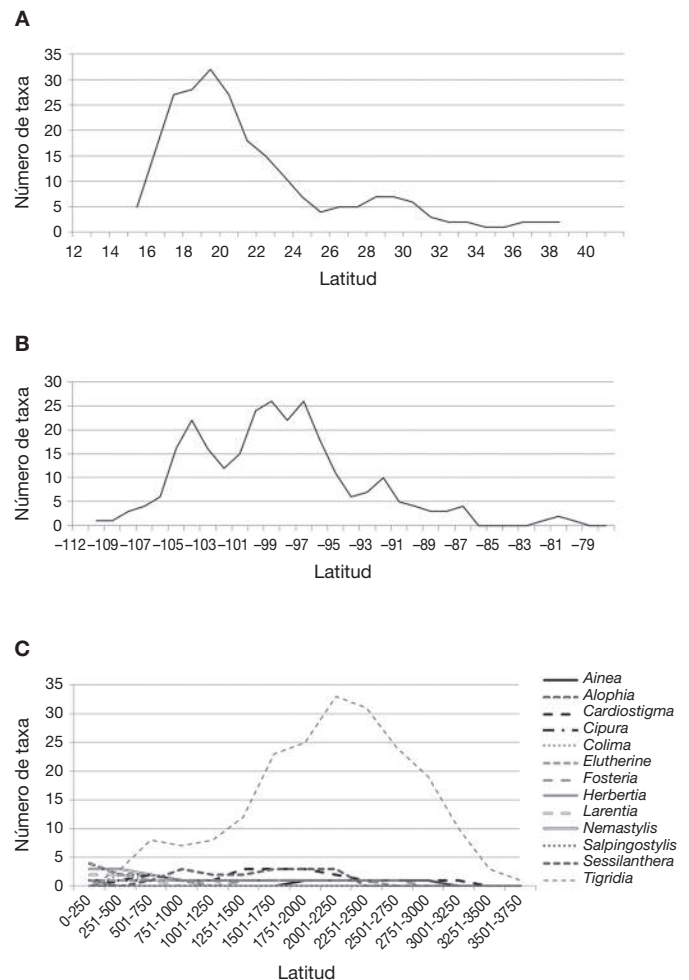 A
Número de taxa
35
30
25
20
15
10
5
0
12 14 16 18 20 22 24 26 28 30 32 34 36 38 40
Latitud
B
Número de taxa
30
25
20
15
10
5
0
–112–109 –107 –105 –103 –101 –99 –97 –95 –93 –91 –89 –87 –85 –83 –81 –79
Latitud
C
Número de taxa
35
30
25
20
15
10
5
0
0-250
251-500
501-750
751-1000
1001-1250
1251-1500
1501-1750
1751-2000
2001-2250
2251-2500
2501-2750
2751-3000
3001-3250
3251-3500
3501-3750
Latitud
Ainea
Alophia
Cardiostigma
Cipura
Colima
Elutherine
Fosteria
Herbertia
Larentia
Nemastylis
Salpingostylis
Sessilanthera
Tigridia